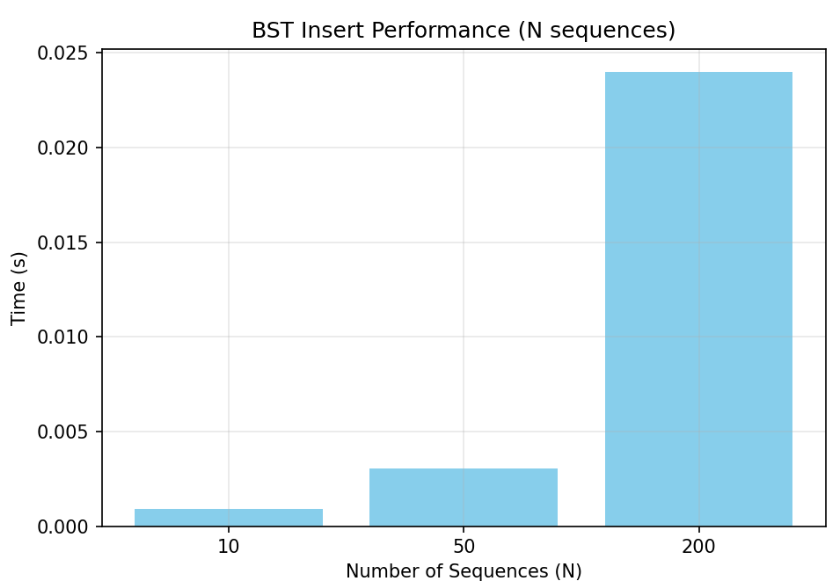 BST Insert Performance (N sequences)
0.025
0.020
0.015
0.010
0.005
0.000
Time (s)
10 50 200
Number of Sequences (N)